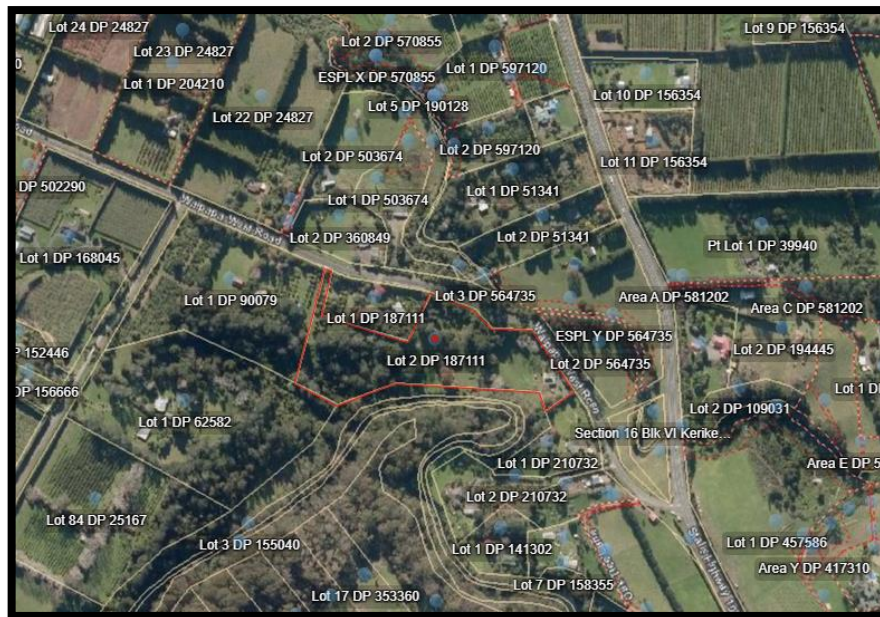 Lot 24 DP 24827
Lot 23 DP 24827
Lot 1 DP 204210
Lot 22 DP 24827
Lot 2 DP 570855
ESPL X DP 570855
Lot 1 DP 597120
Lot 5 DP 190128
Lot 9 DP 156354
Lot 10 DP 156354
Lot 11 DP 156354
Lot 2 DP 503674
Lot 2 DP 597120
DP 502290
Lot 1 DP 503674
Lot 1 DP 51341
Waipapa West Road
Lot 2 DP 360849
Lot 2 DP 51341
Pt Lot 1 DP 39940
Lot 1 DP 168045
Lot 1 DP 90079
Lot 3 DP 564735
Area A DP 581202
Area C DP 581202
Lot 1 DP 187111
ESPL Y DP 564735
Lot 2 DP 187111
Lot 2 DP 564735
Lot 2 DP 194445
DP 152446
DP 156666
Lot 1 DP 62582
Lot 2 DP 109031
Section 16 Blk VI Kerike...
Lot 1 DP 210732
Area E DP 5
Lot 2 DP 210732
Lot 84 DP 25167
Lot 3 DP 155040
Lot 1 DP 141302
Lot 1 DP 457586
Area Y DP 417310
Lot 7 DP 158355
Lot 17 DP 353360